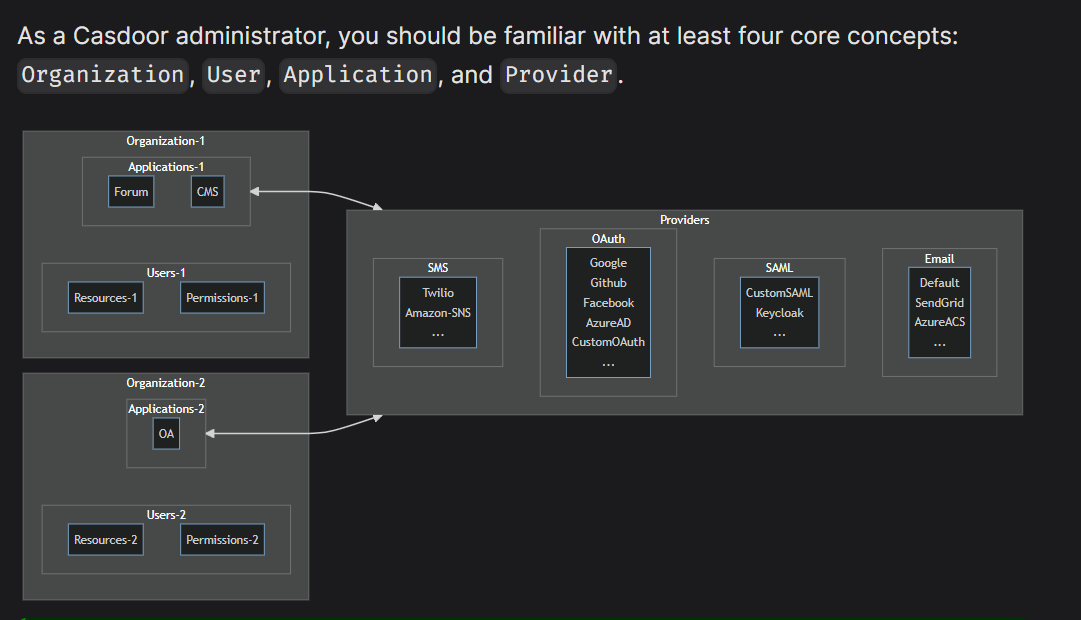 As a Casdoor administrator, you should be familiar with at least four core concepts:
Organization, User, Application, and Provider.
Organization-1
Applications-1
Forum
CMS
Users-1
Resources-1
Permissions-1
Organization-2
Applications-2
OA
Users-2
Resources-2
Permissions-2
Providers
SMS
Twilio
Amazon-SNS
...
OAuth
Google
Github
Facebook
AzureAD
CustomOAuth
...
SAML
CustomSAML
Keycloak
...
Email
Default
SendGrid
AzureACS
...